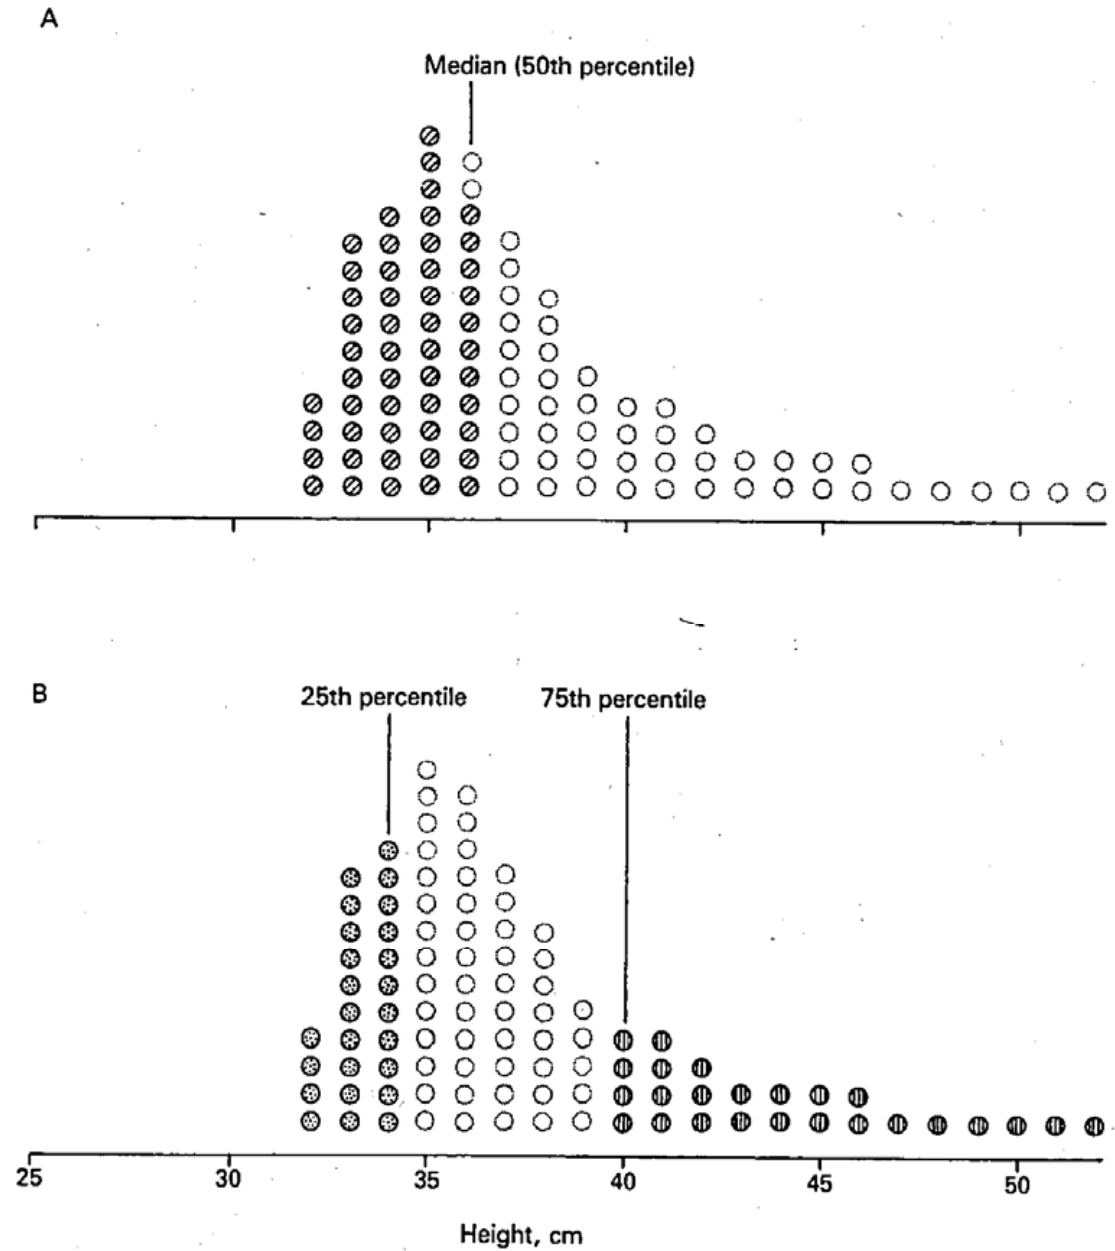 A
Median (50th percentile)
B
25th percentile 75th percentile
25 30 35 40 45 50
Height, cm